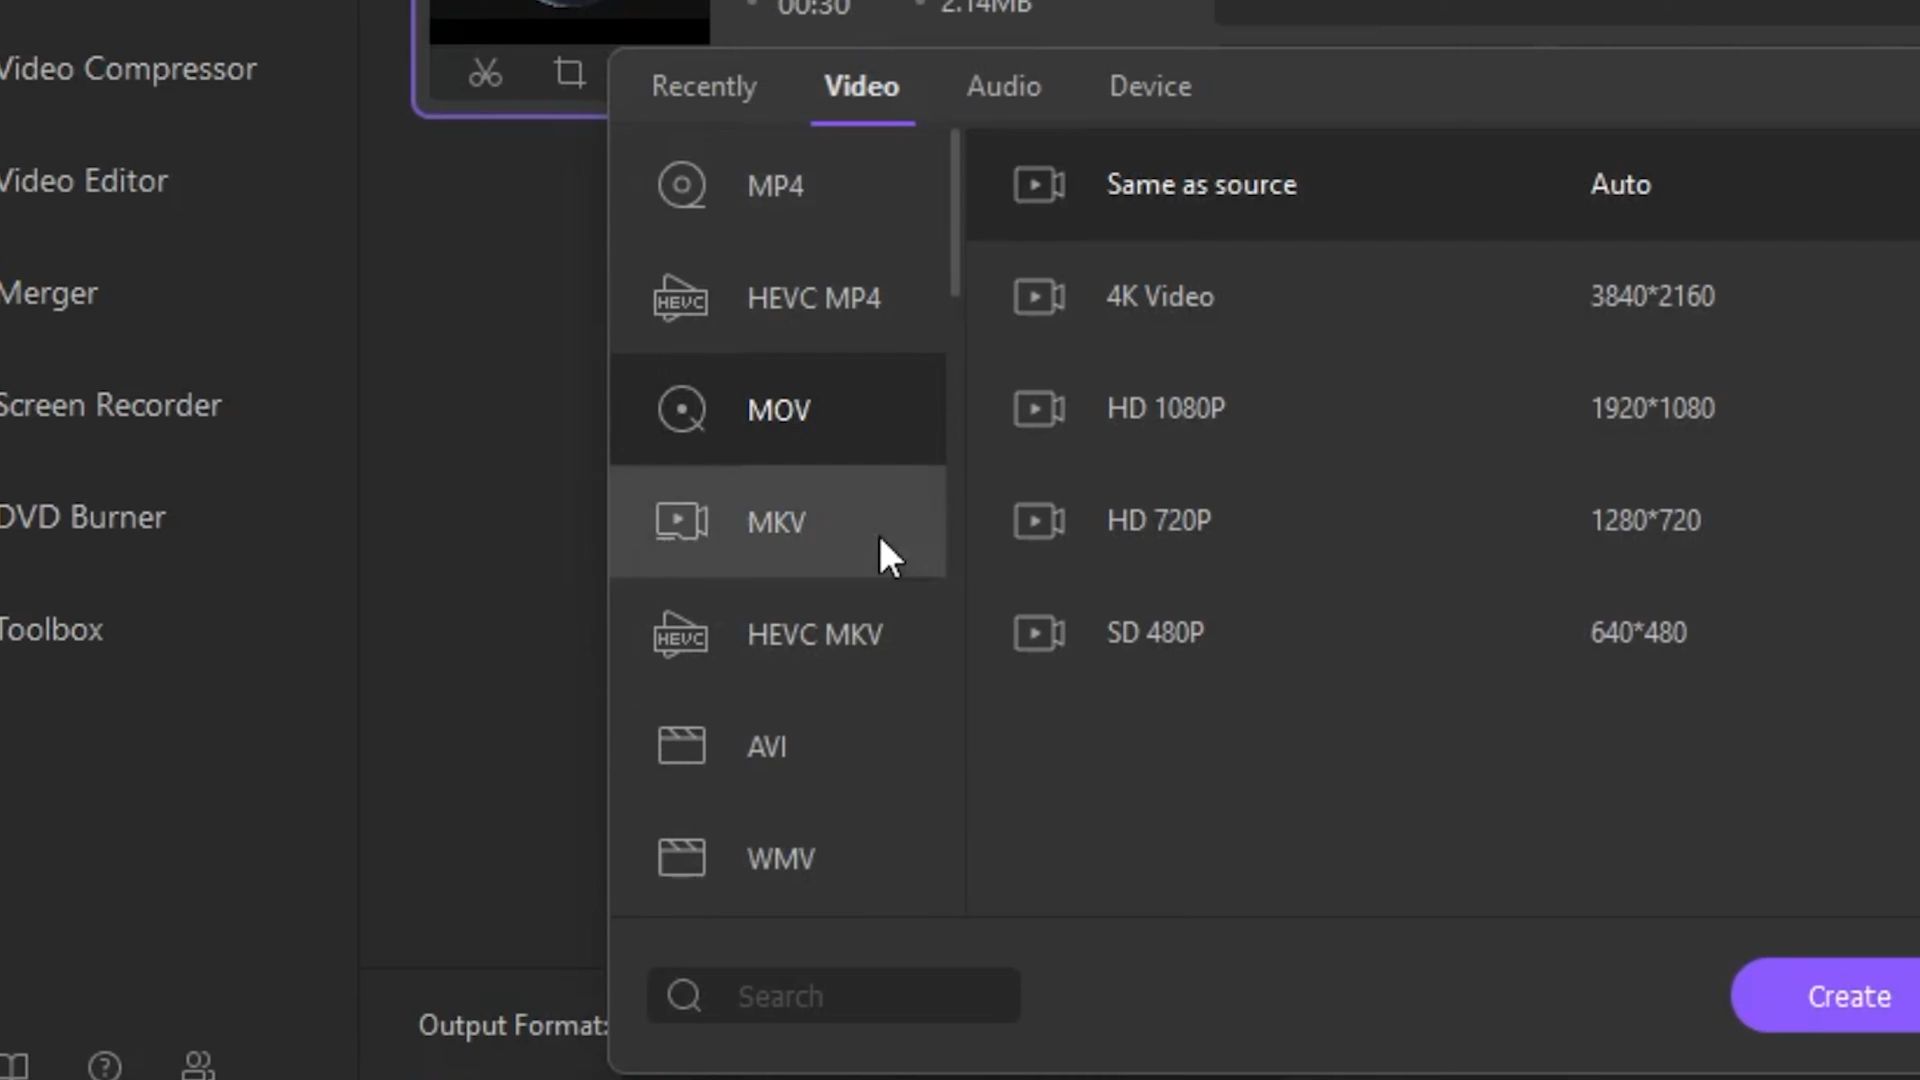 00:30
2.14MB
Video Compressor
Video Editor
Merger
Screen Recorder
DVD Burner
Toolbox
Recently Video Audio Device
MP4
HEVC MP4
MOV
MKV
HEVC MKV
AVI
WMV
Same as source Auto
4K Video 3840*2160
HD 1080P 1920*1080
HD 720P 1280*720
SD 480P 640*480
Search
Create
Output Format:
HEVC
HEVC